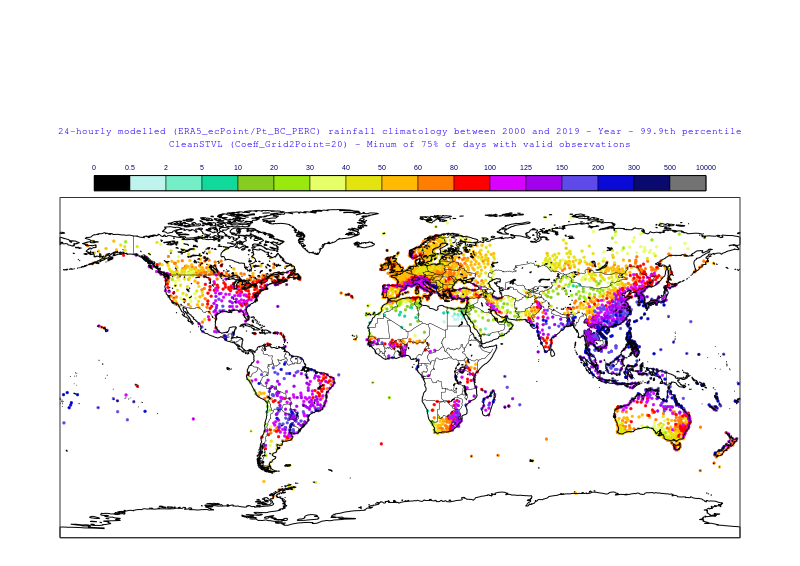 24-hourly modelled (ERA5_ecPoint/Pt_BC_PERC) rainfall climatology between 2000 and 2019 - Year - 99.9th percentile
CleanSTVL (Coeff_Grid2Point=20) - Minum of 75% of days with valid observations
0 0.5 2 5 10 20 30 40 50 60 80 100 125 150 200 300 500 10000